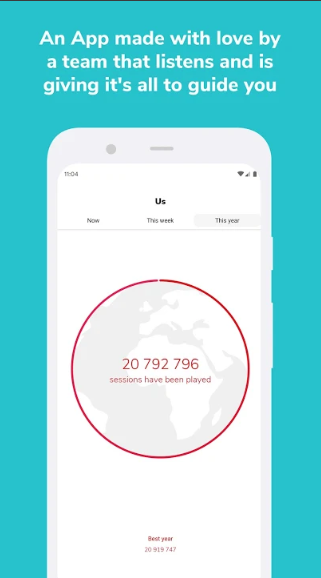 An App made with love by
a team that listens and is
giving it's all to guide you
11:04
Us
Now This week This year
20 792 796
sessions have been played
Best year
20 919 747